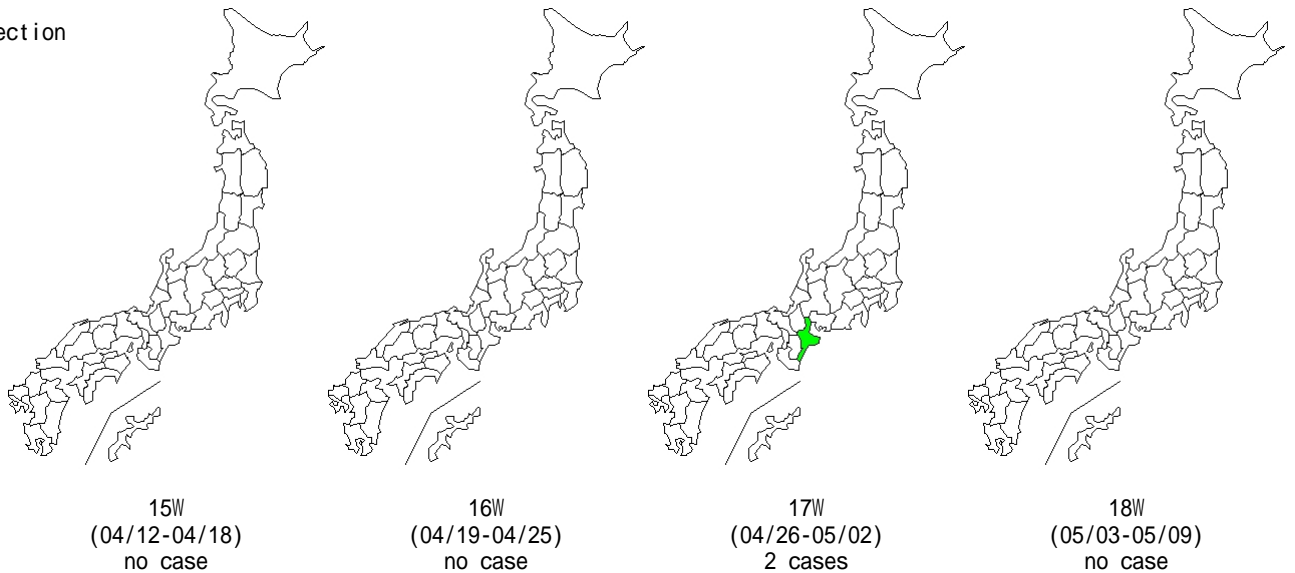 ection
15W
(04/12-04/18)
no case
16W
(04/19-04/25)
no case
17W
(04/26-05/02)
2 cases
18W
(05/03-05/09)
no case